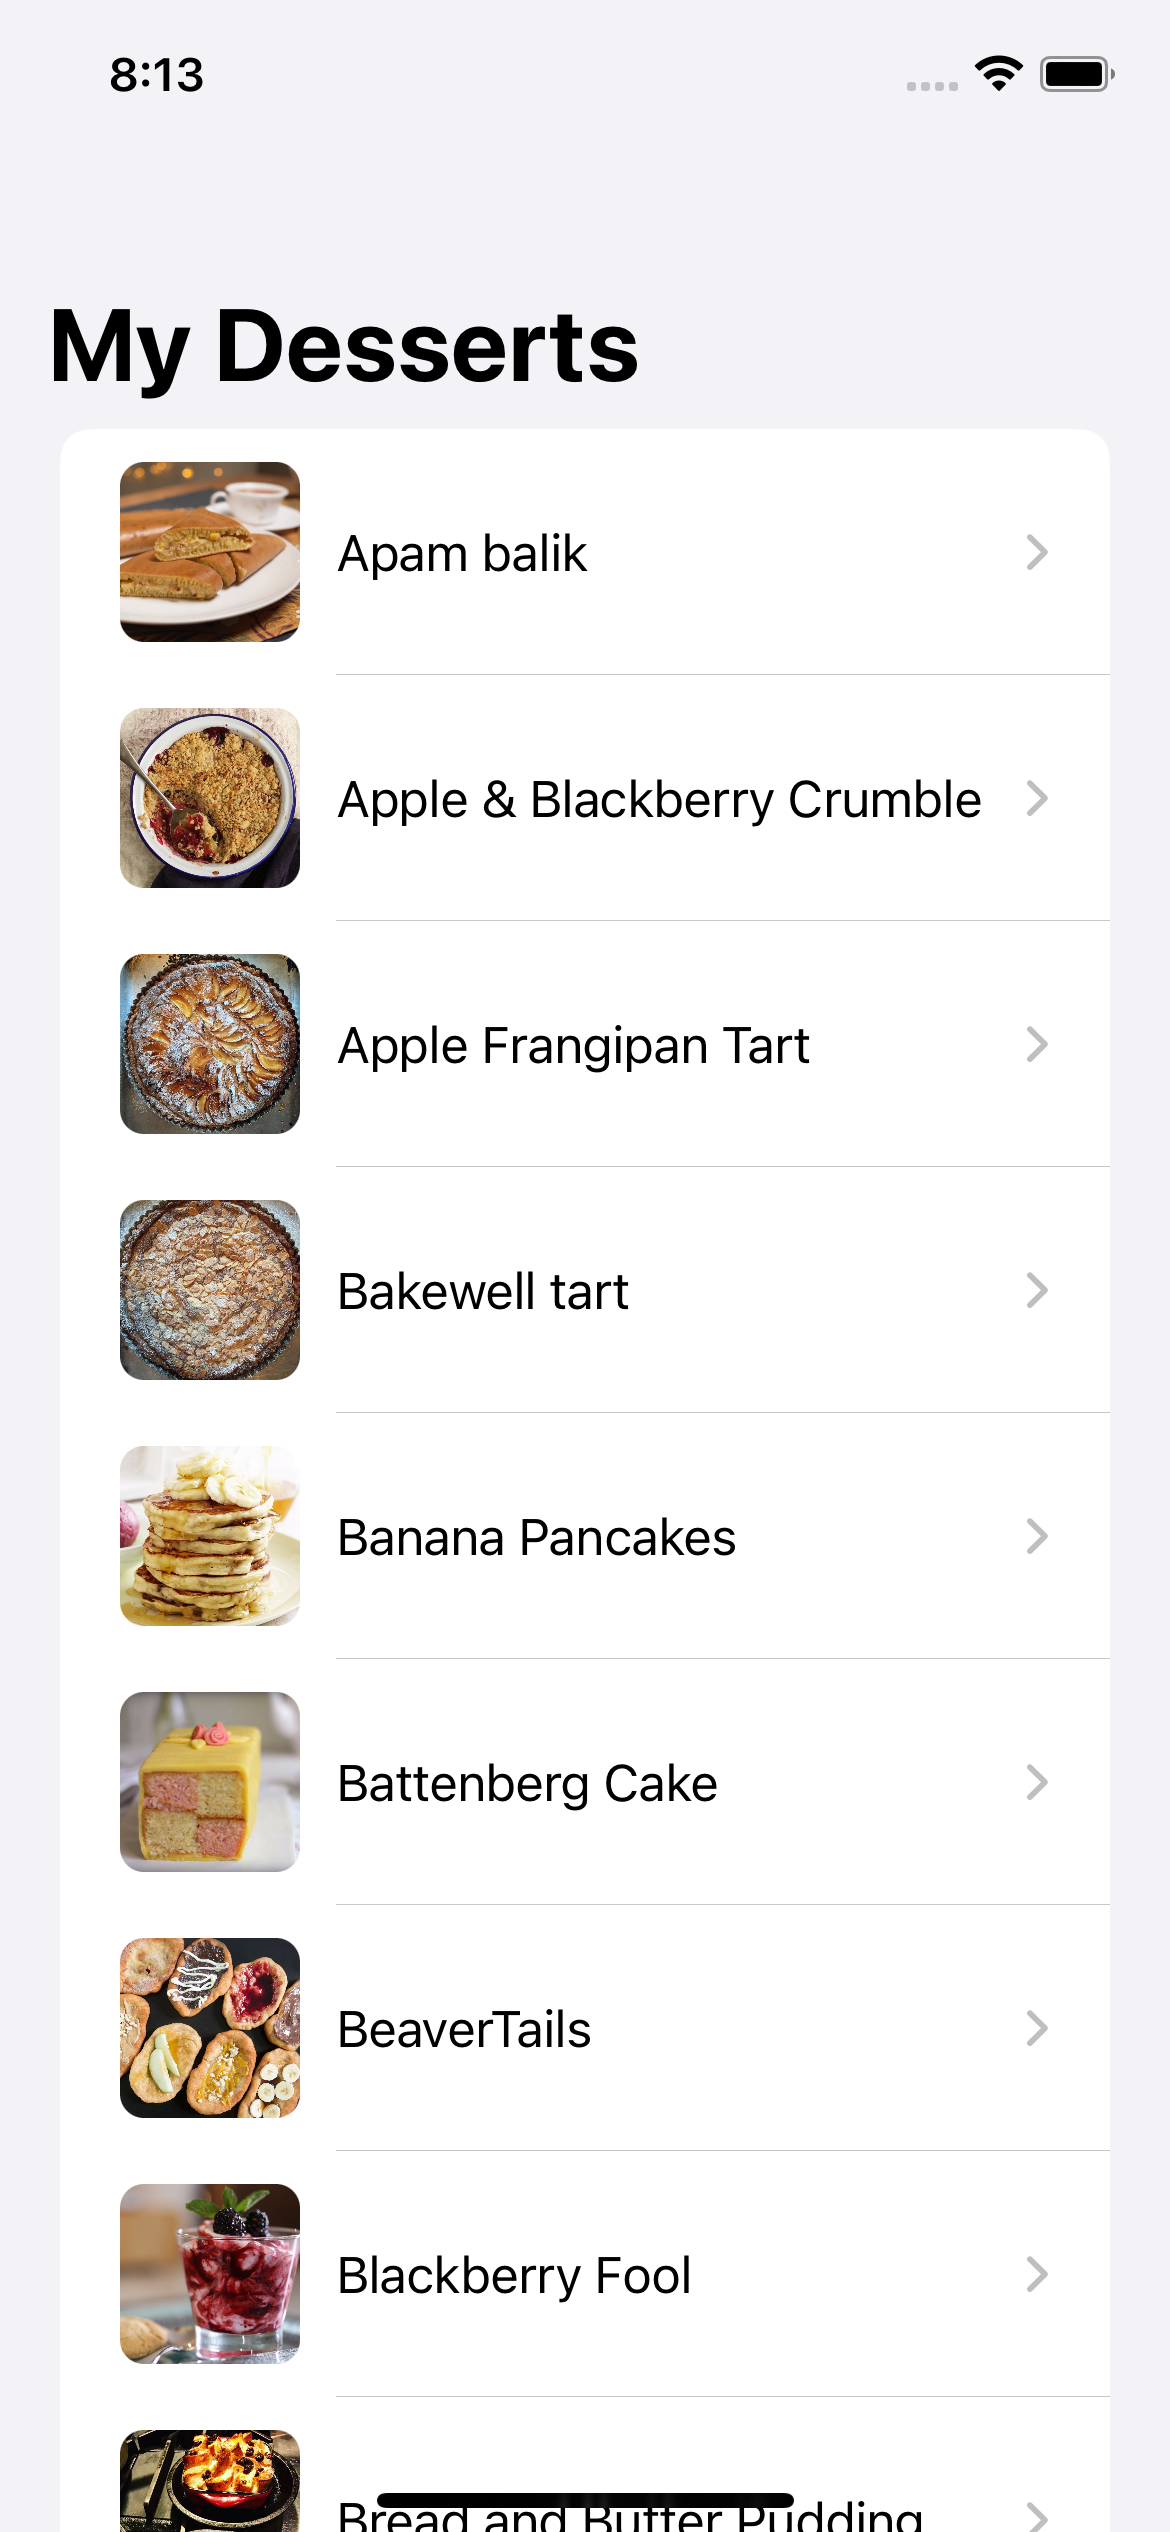 8:13
My Desserts
Apam balik
Apple & Blackberry Crumble
Apple Frangipan Tart
Bakewell tart
Banana Pancakes
Battenberg Cake
BeaverTails
Blackberry Fool
Bread and Butter Pudding